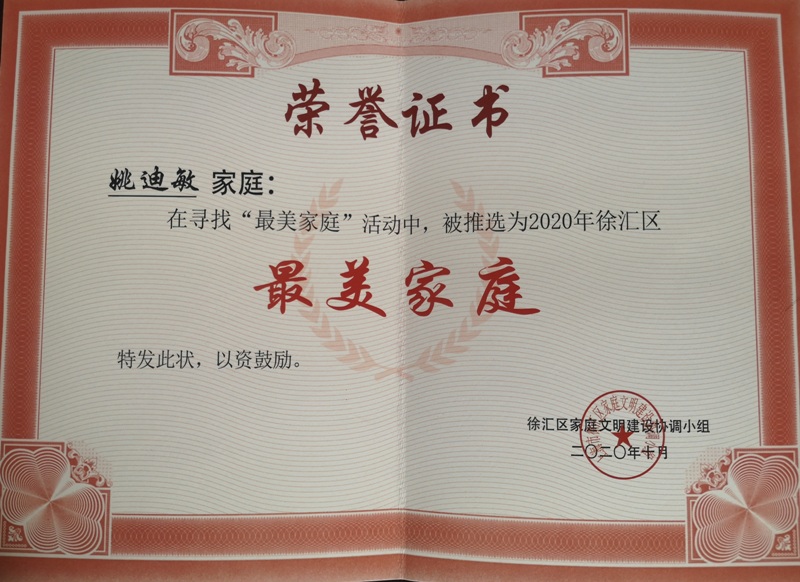 荣誉证书
姚迪敏 家庭：
在寻找“最美家庭”活动中，被推选为2020年徐汇区
最美家庭
特发此状，以资鼓励。
徐汇区家庭文明建设协调小组
二〇二〇年十月